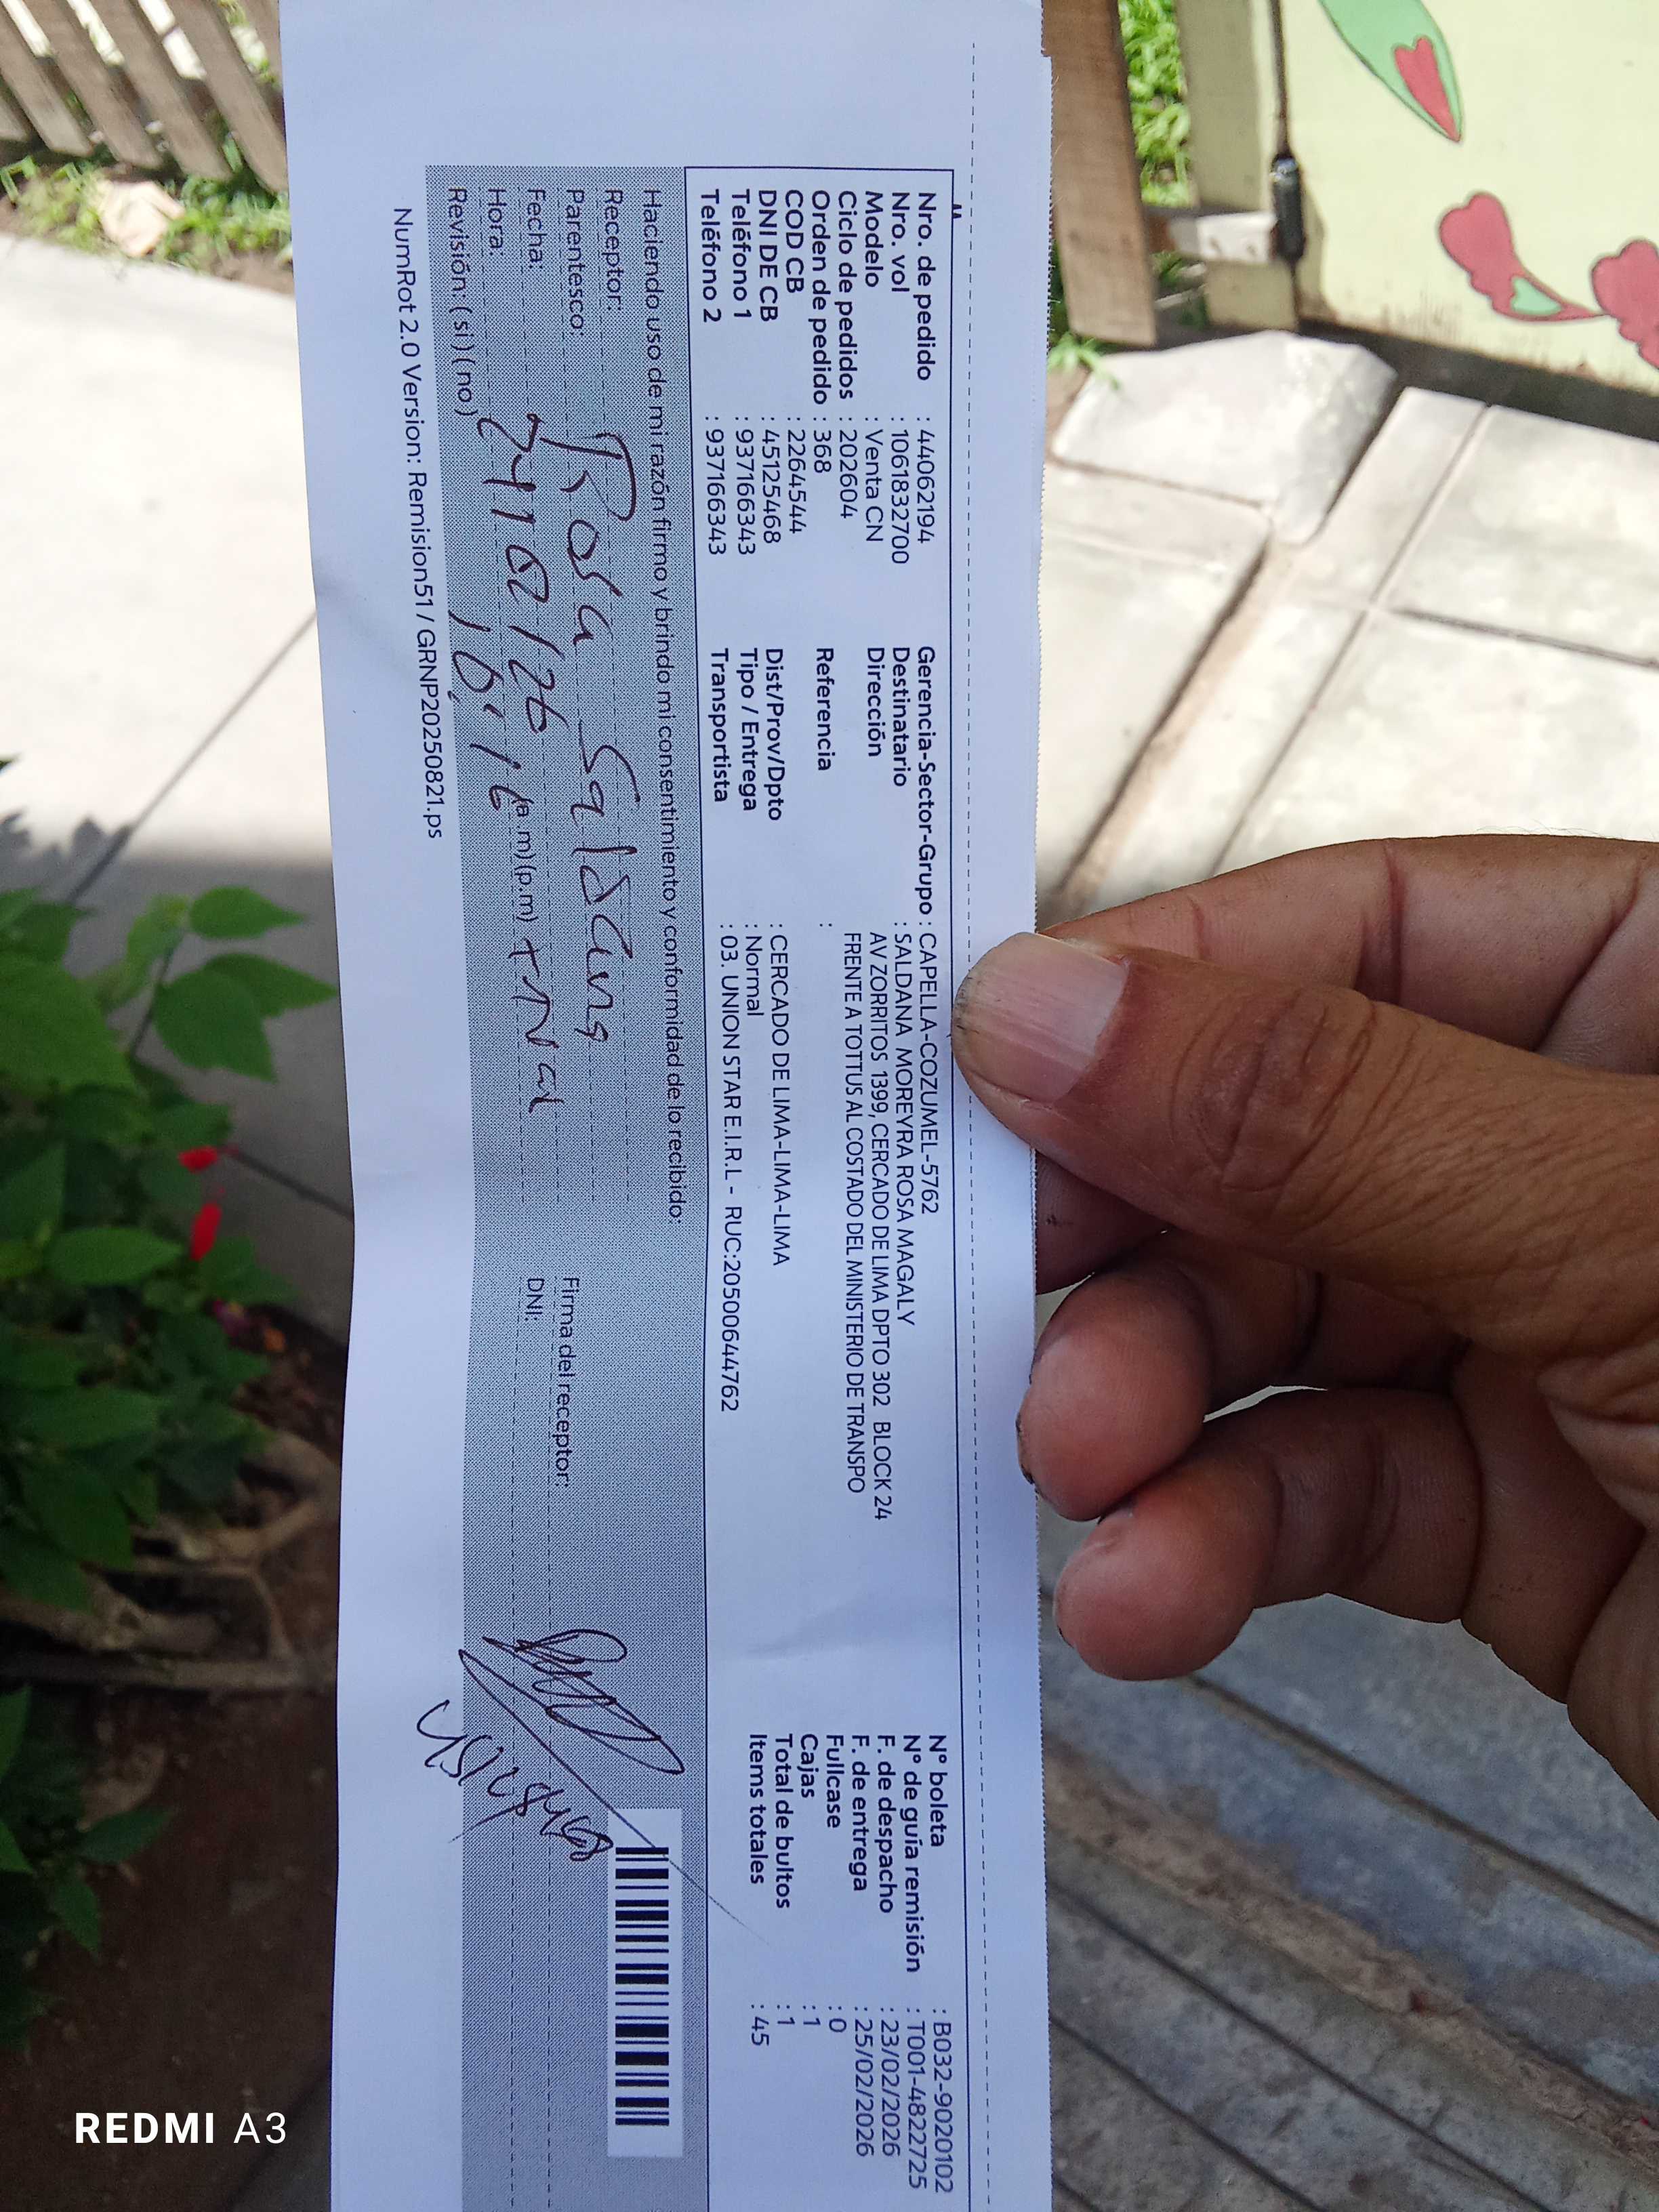 Nro. de pedido : 44062194
Nro. vol : 1061832700
Modelo : Venta CN
Ciclo de pedidos : 202604
Orden de pedido : 368
COD CB : 2264544
DNI DE CB : 45125468
Teléfono 1 : 937166343
Teléfono 2 : 937166343
Gerencia-Sector-Grupo : CAPELLA-COZUMEL-5762
Destinatario : SALDANA MOREYRA ROSA MAGALY
Dirección AV ZORRITOS 1399, CERCADO DE LIMA DPTO 302 BLOCK 24
FRENTE A TOTTUS AL COSTADO DEL MINISTERIO DE TRANSPO
Referencia :
Dist/Prov/Dpto : CERCADO DE LIMA-LIMA-LIMA
Tipo / Entrega : Normal
Transportista : 03. UNION STAR E.I.R.L - RUC:20500644762
N° boleta : B032-9020102
N° de guía remisión : T001-4822725
F. de despacho : 23/02/2026
F. de entrega : 25/02/2026
Fullcase : 0
Cajas : 1
Total de bultos : 1
Items totales : 45
Haciendo uso de mi razón firmo y brindo mi consentimiento y conformidad de lo recibido:
Receptor: Rosa Saldana
Parentesco:
Fecha: 24/02/26
Hora: (a.m)(p.m)
Revisión: (si) (no)
Firma del receptor:
DNI:
NumRot 2.0 Version: Remision51 / GRNP20250821.ps
REDMI A3